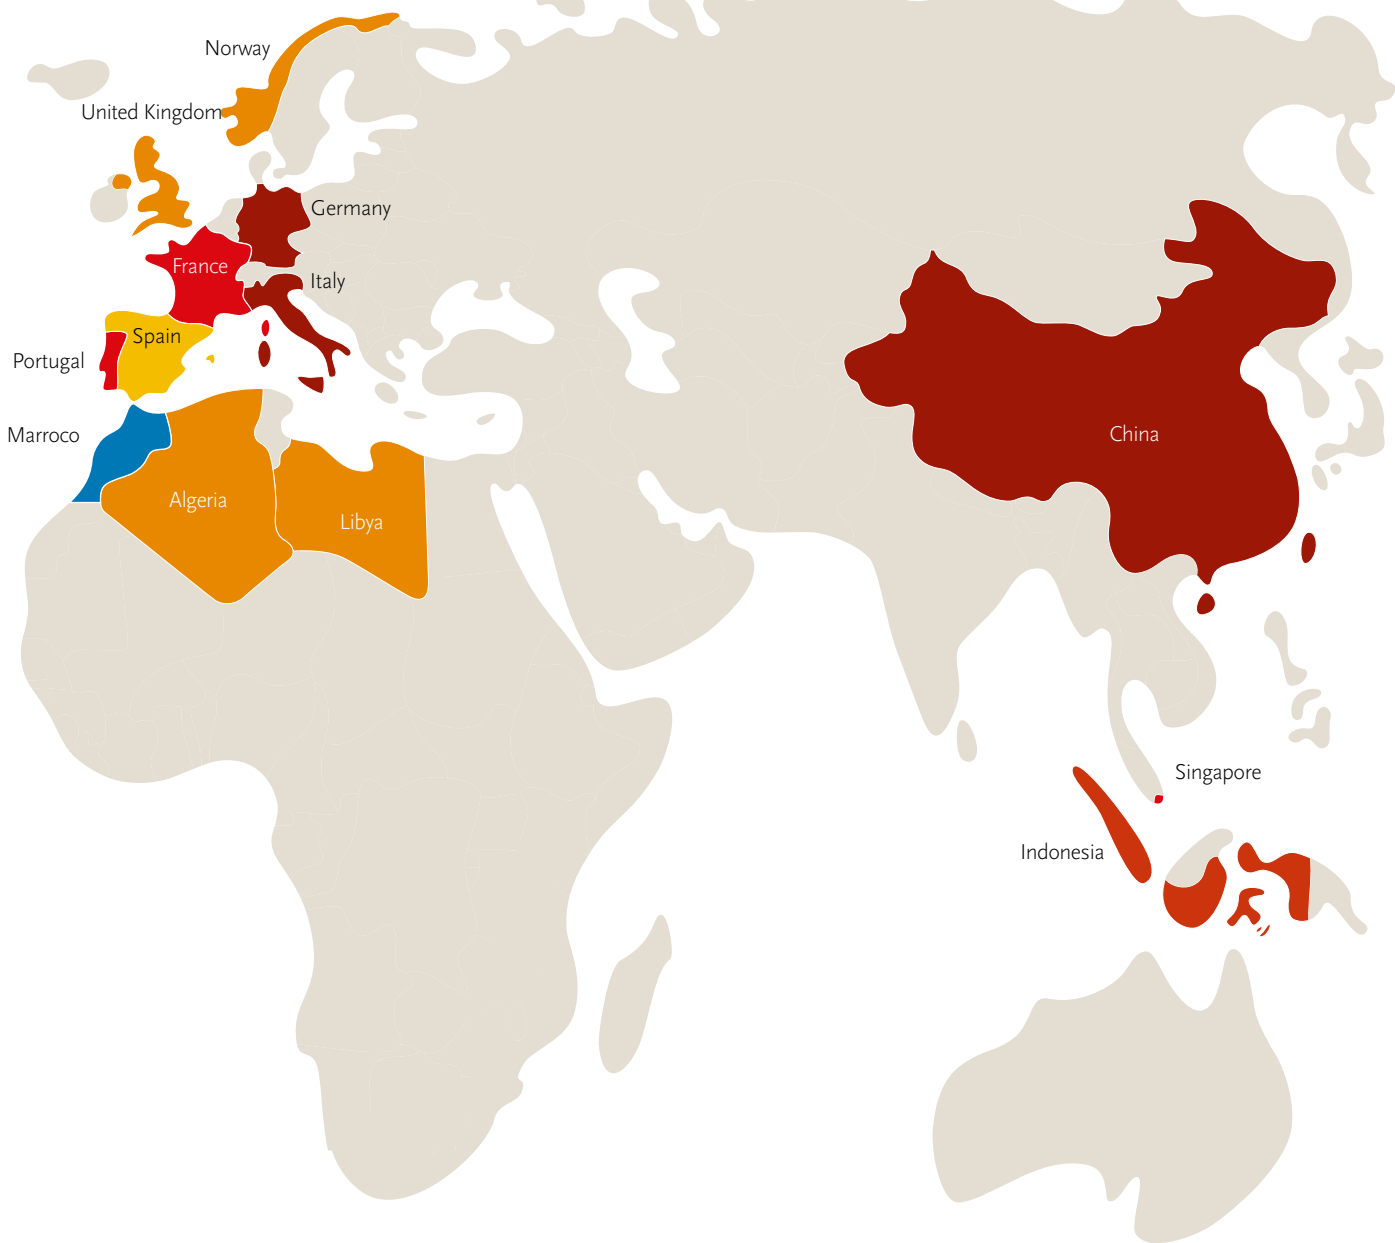 Norway
United Kingdom
Germany
France
Italy
Spain
Portugal
Marroco
China
Algeria
Libya
Singapore
Indonesia